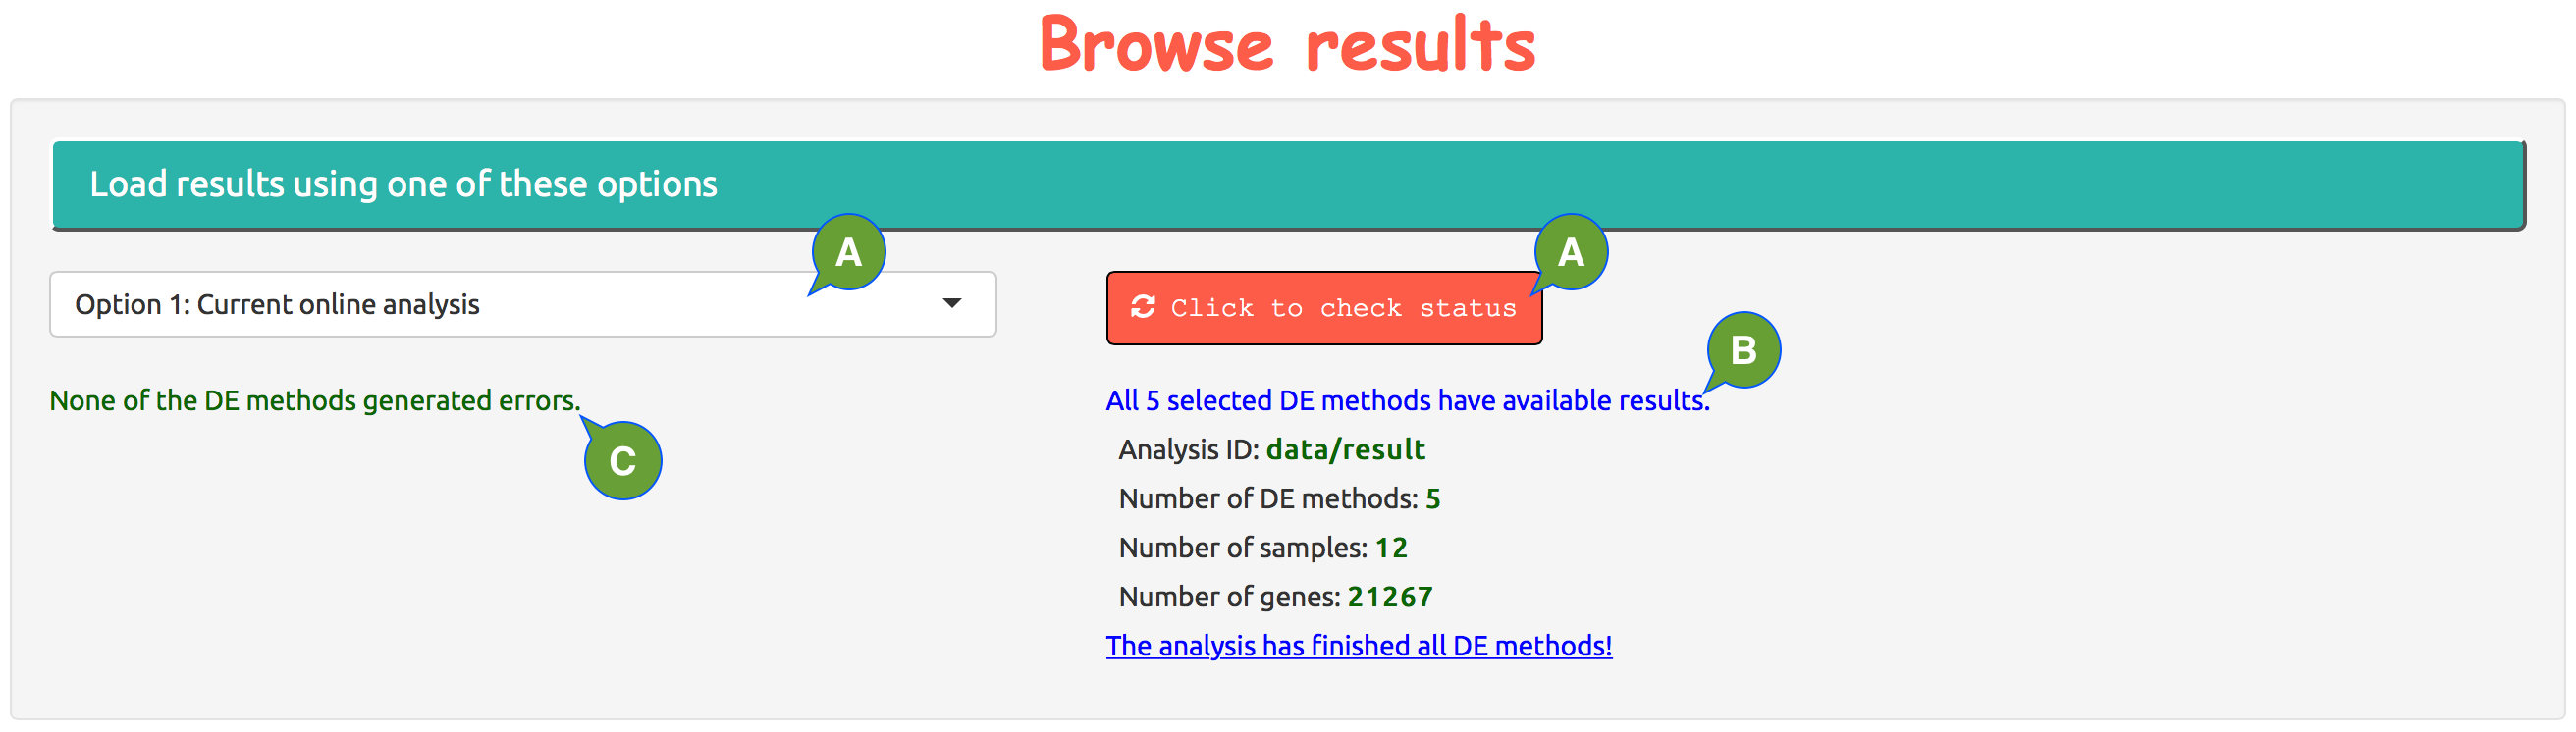 Browse results
Load results using one of these options
A
A
Option 1: Current online analysis
Click to check status
B
None of the DE methods generated errors.
C
All 5 selected DE methods have available results.
Analysis ID: data/result
Number of DE methods: 5
Number of samples: 12
Number of genes: 21267
The analysis has finished all DE methods!